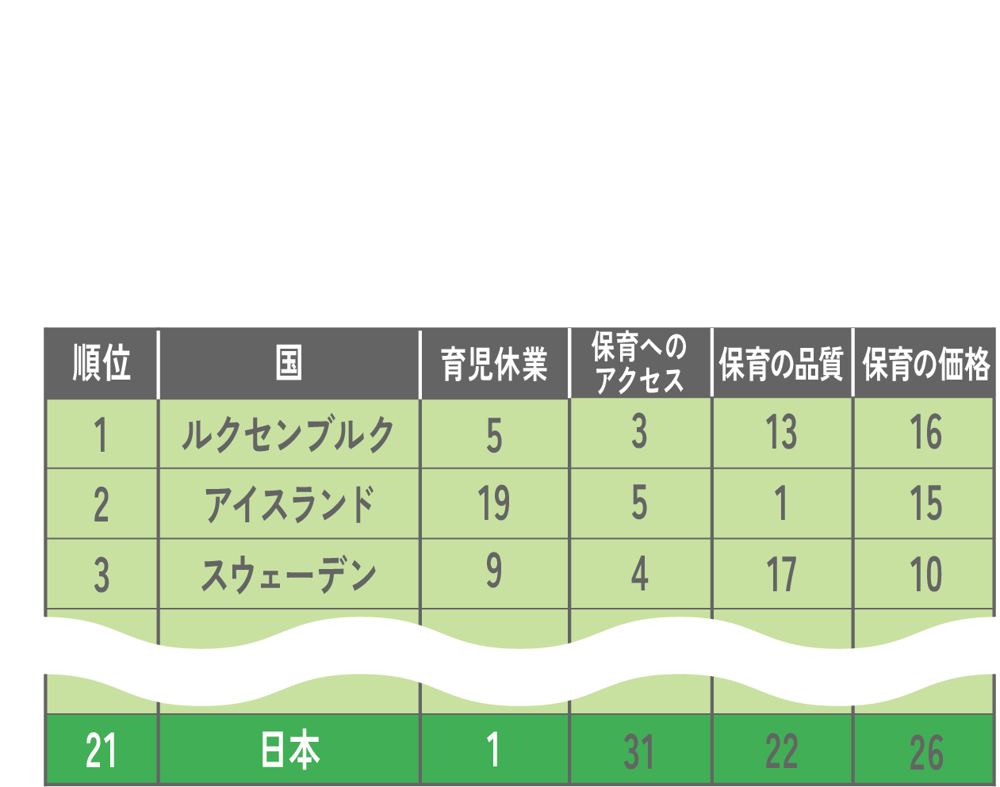 順位 国 育児休業 保育への 保育の品質 保育の価格
アクセス
1 ルクセンブルク 5 3 13 16
2 アイスランド 19 5 1 15
3 スウェーデン 9 4 17 10
21 日本 1 31 22 26